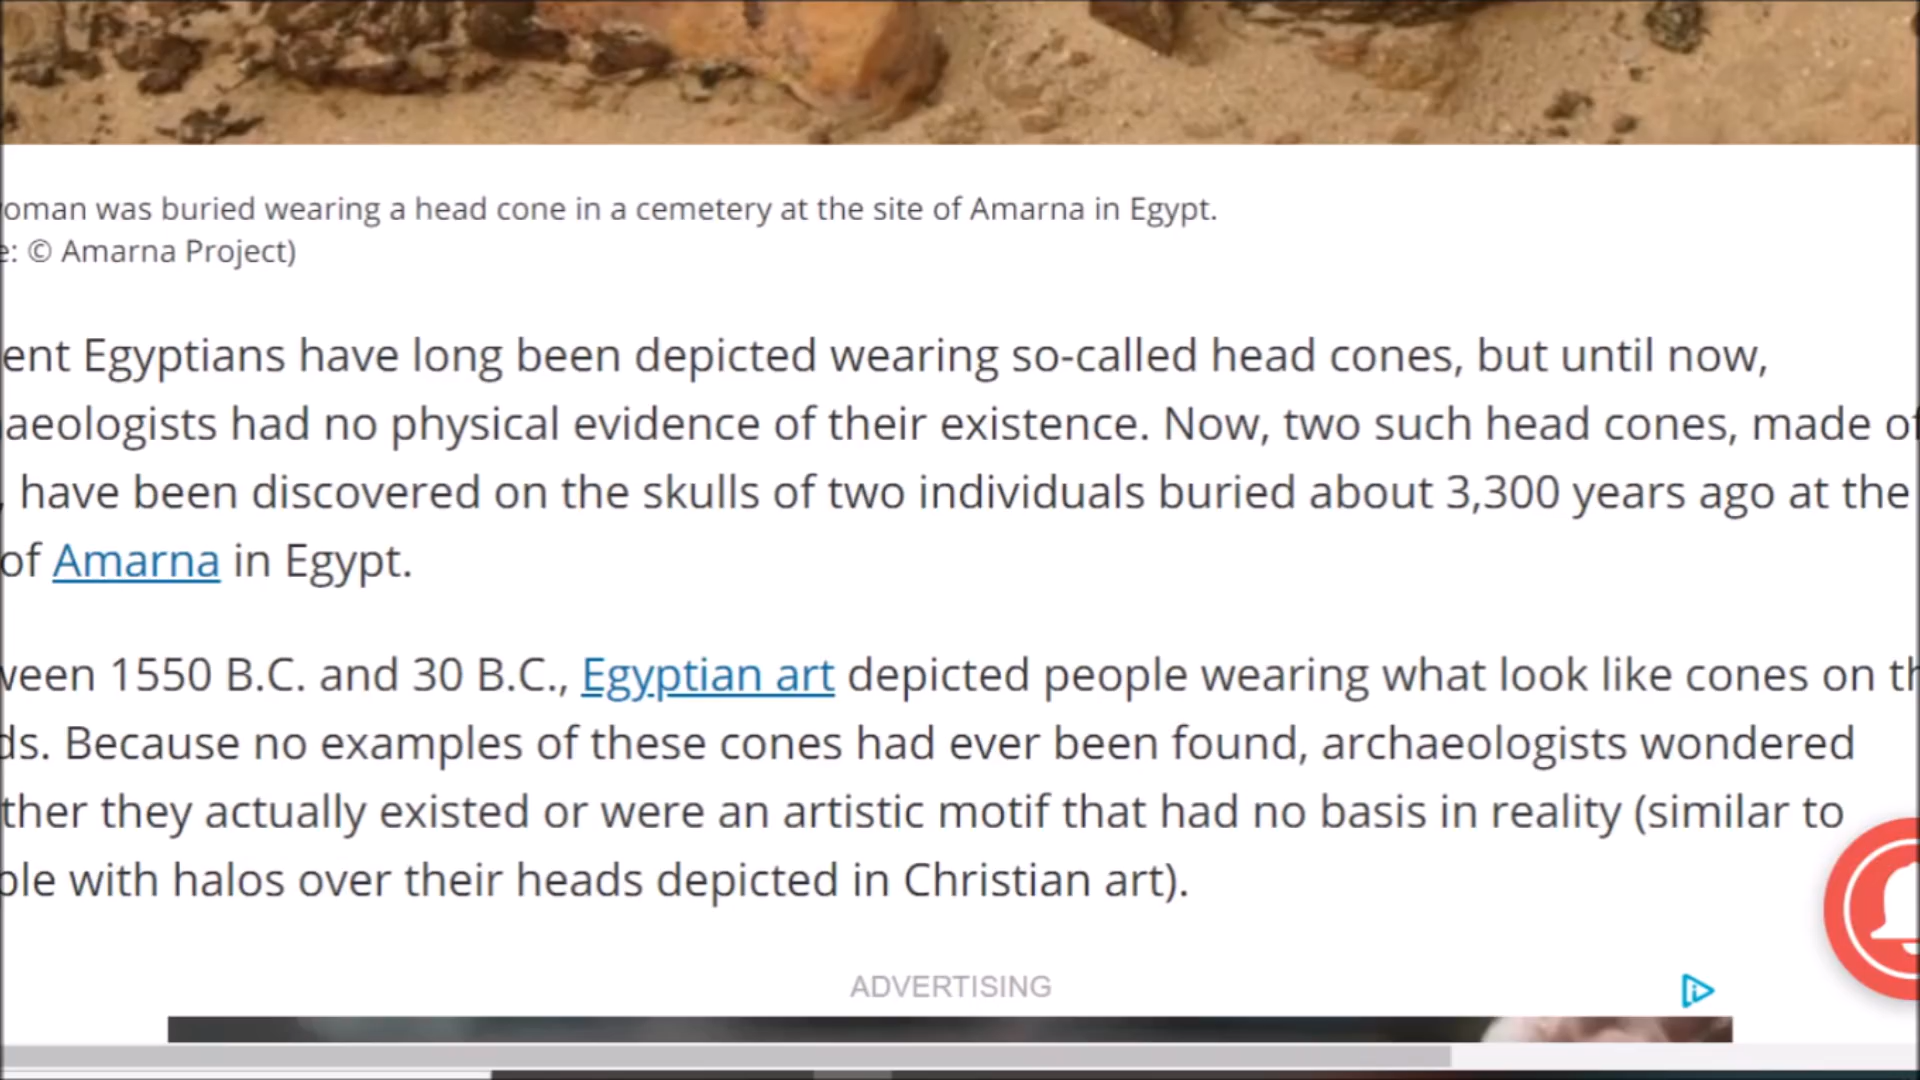 oman was buried wearing a head cone in a cemetery at the site of Amarna in Egypt.
e: © Amarna Project)
ent Egyptians have long been depicted wearing so-called head cones, but until now,
aeologists had no physical evidence of their existence. Now, two such head cones, made of
, have been discovered on the skulls of two individuals buried about 3,300 years ago at the
of Amarna in Egypt.
ween 1550 B.C. and 30 B.C., Egyptian art depicted people wearing what look like cones on th
ds. Because no examples of these cones had ever been found, archaeologists wondered
ther they actually existed or were an artistic motif that had no basis in reality (similar to
ple with halos over their heads depicted in Christian art).
ADVERTISING